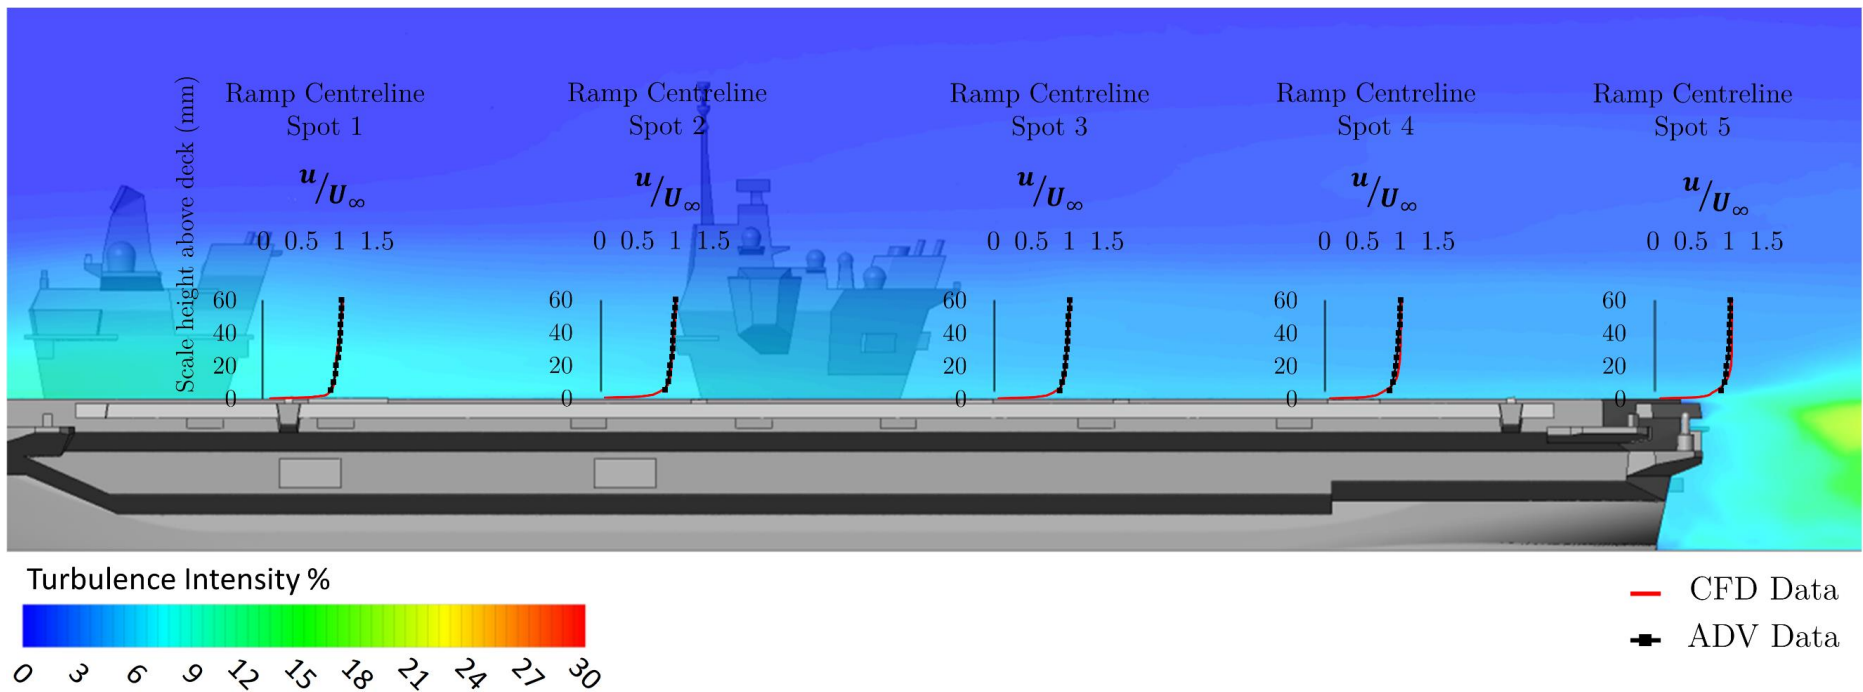 Ramp Centreline
Spot 1
Ramp Centreline
Spot 2
Ramp Centreline
Spot 3
Ramp Centreline
Spot 4
Ramp Centreline
Spot 5
u/U∞
u/U∞
u/U∞
u/U∞
u/U∞
0 0.5 1 1.5
0 0.5 1 1.5
0 0.5 1 1.5
0 0.5 1 1.5
0 0.5 1 1.5
Scale height above deck (mm)
60
40
20
0
60
40
20
0
60
40
20
0
60
40
20
0
60
40
20
0
Turbulence Intensity %
0 3 6 9 12 15 18 21 24 27 30
CFD Data
ADV Data